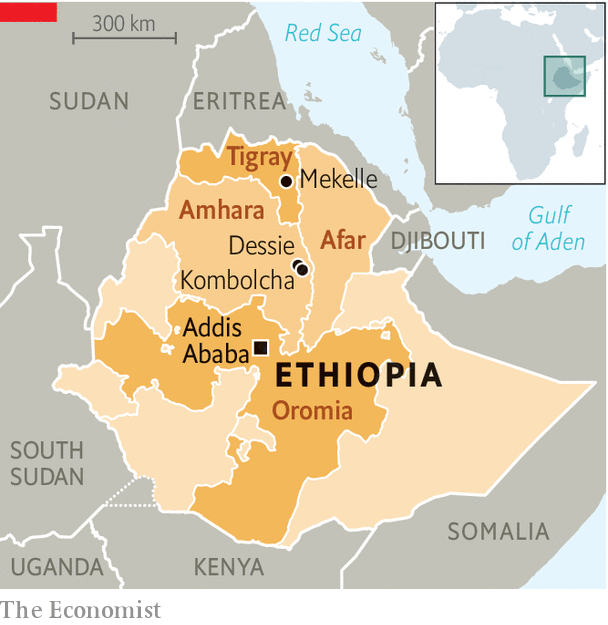 300 km
Red Sea
SUDAN
ERITREA
Tigray
Mekelle
Amhara
Afar
Gulf
of Aden
DJIBOUTI
Dessie
Kombolcha
Addis
Ababa
ETHIOPIA
Oromia
SOUTH
SUDAN
SOMALIA
UGANDA
KENYA
The Economist